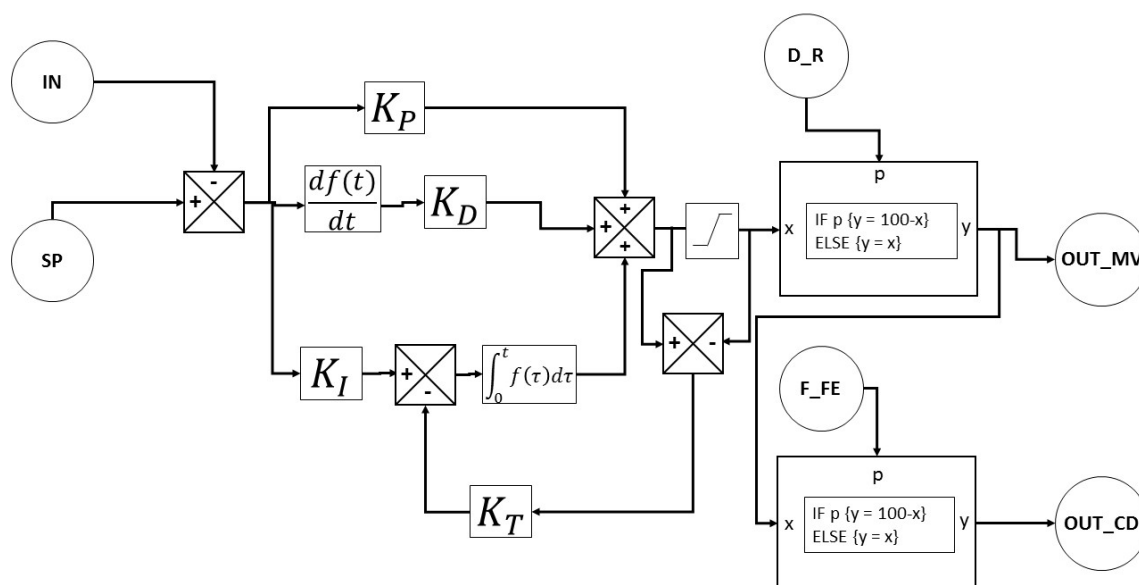 IN
SP
-
+
K_P
df(t)
dt
K_D
K_I
+
-
∫_0^t f(τ)dτ
K_T
+
+
+
+
-
D_R
p
x
IF p {y = 100-x}
ELSE {y = x}
y
OUT_MV
F_FE
p
x
IF p {y = 100-x}
ELSE {y = x}
y
OUT_CD